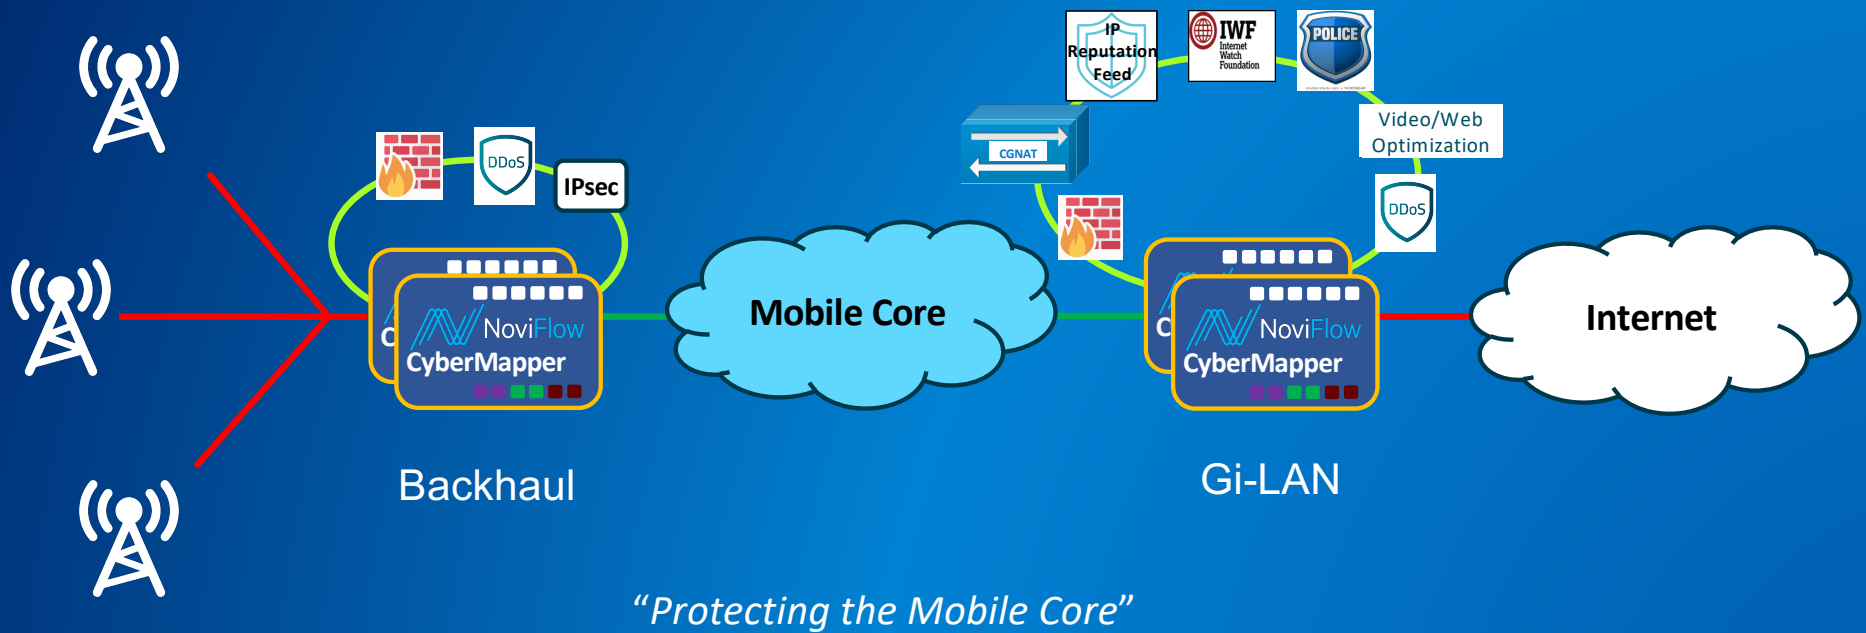 IP
Reputation
Feed
IWF
Internet
Watch
Foundation
POLICE
Video/Web
Optimization
CGNAT
DDoS
IPsec
DDoS
C
NoviFlow
CyberMapper
Mobile Core
C
NoviFlow
CyberMapper
Internet
Backhaul
Gi-LAN
“Protecting the Mobile Core”